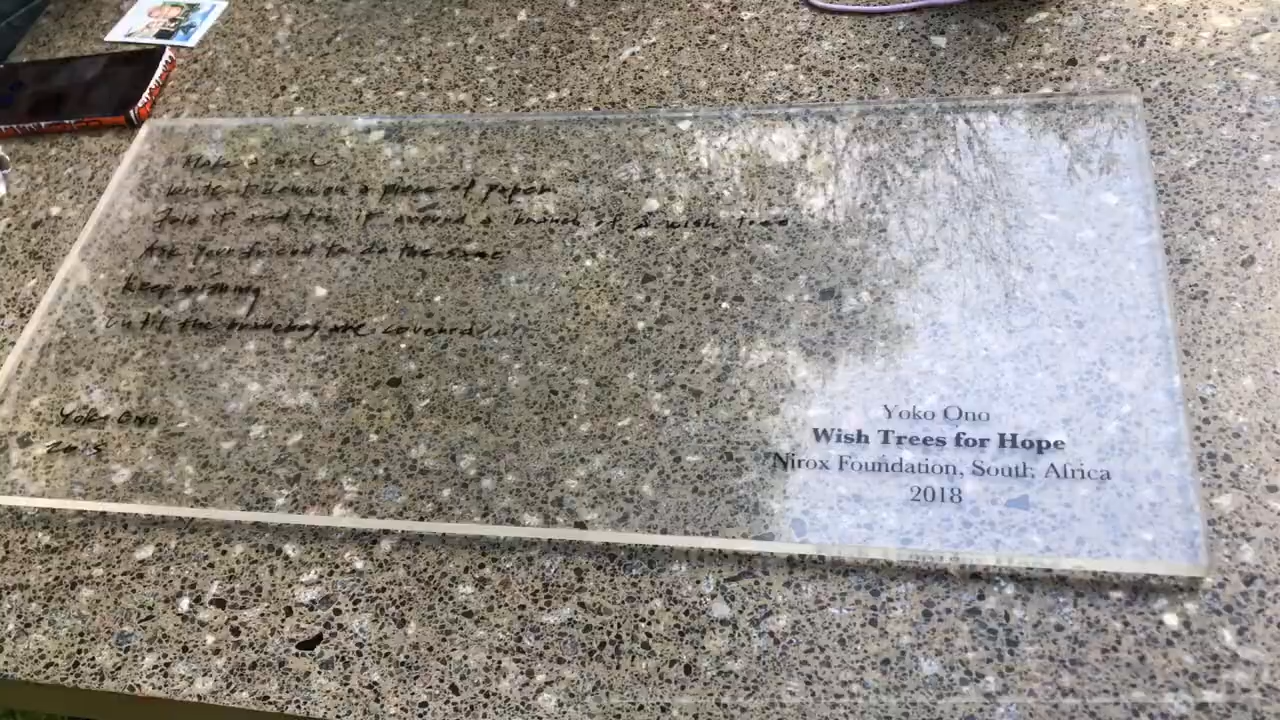 Make a wish
Write it down on a piece of paper
Fold it and tie it around a branch of a wish tree
Ask your friend to do the same
Keep wishing
Until the branches are covered
Yoko Ono
Yoko Ono
Wish Trees for Hope
Nirox Foundation, South Africa
2018